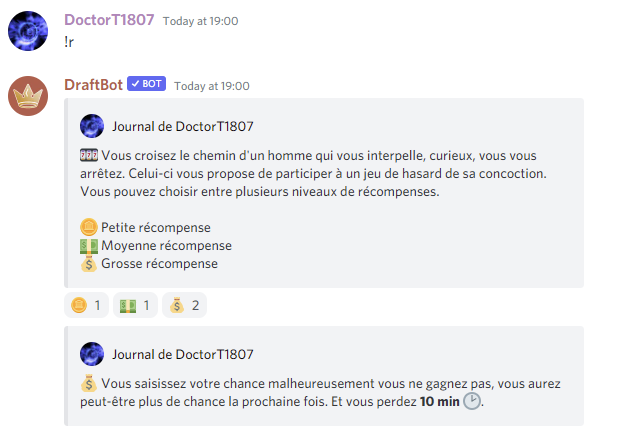 DoctorT1807 Today at 19:00
!r
DraftBot ✓ BOT Today at 19:00
Journal de DoctorT1807
🎰 Vous croisez le chemin d'un homme qui vous interpelle, curieux, vous vous
arrêtez. Celui-ci vous propose de participer à un jeu de hasard de sa concoction.
Vous pouvez choisir entre plusieurs niveaux de récompenses.
🪙 Petite récompense
💵 Moyenne récompense
💰 Grosse récompense
🪙 1 💵 1 💰 2
Journal de DoctorT1807
💰 Vous saisissez votre chance malheureusement vous ne gagnez pas, vous aurez
peut-être plus de chance la prochaine fois. Et vous perdez 10 min 🕑.